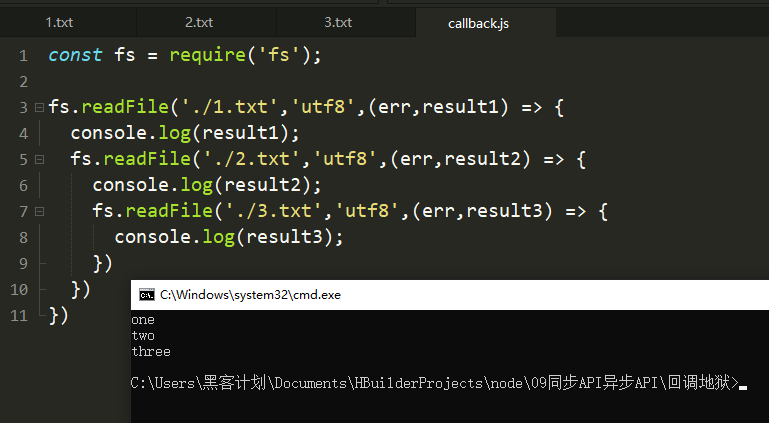 1.txt 2.txt 3.txt callback.js
1 const fs = require('fs');
2
3 fs.readFile('./1.txt','utf8',(err,result1) => {
4 console.log(result1);
5 fs.readFile('./2.txt','utf8',(err,result2) => {
6 console.log(result2);
7 fs.readFile('./3.txt','utf8',(err,result3) => {
8 console.log(result3);
9 })
10 })
11 })
C:\Windows\system32\cmd.exe
one
two
three
C:\Users\黑客计划\Documents\HBuilderProjects\node\09同步API异步API\回调地狱>